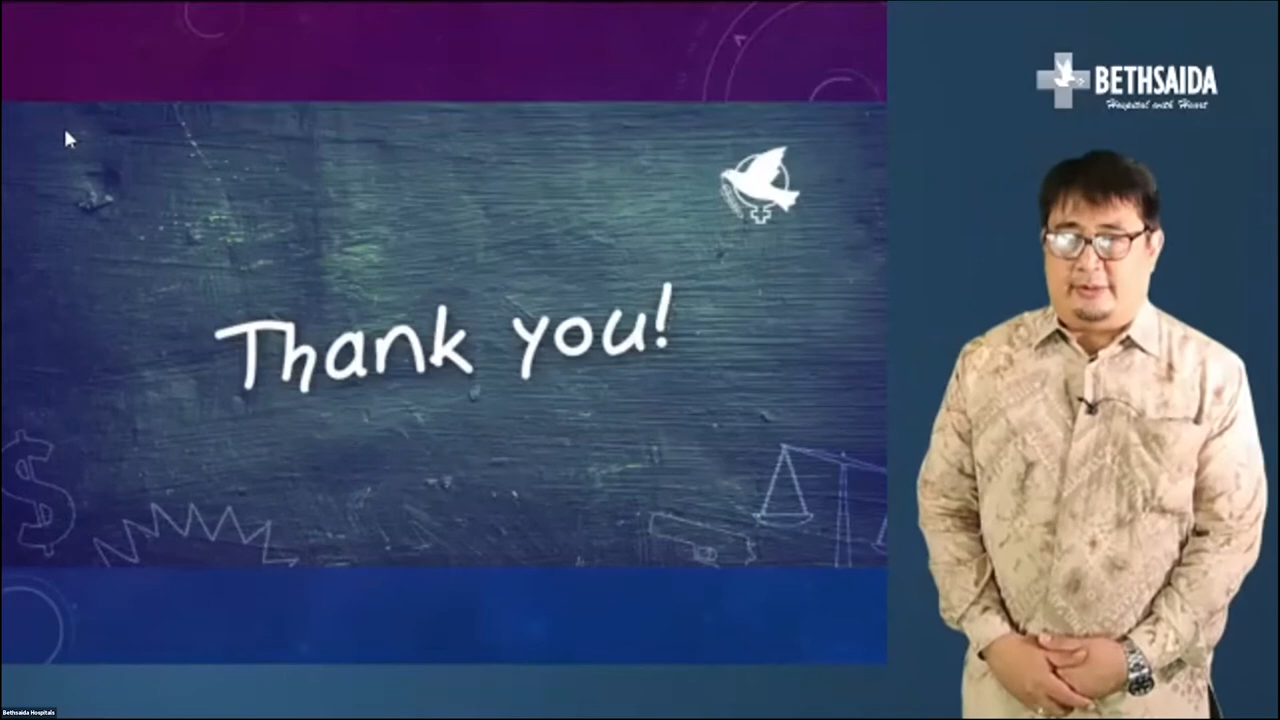 BETHSAIDA
Hospital with Heart
Thank you!
Bethsaida Hospitals